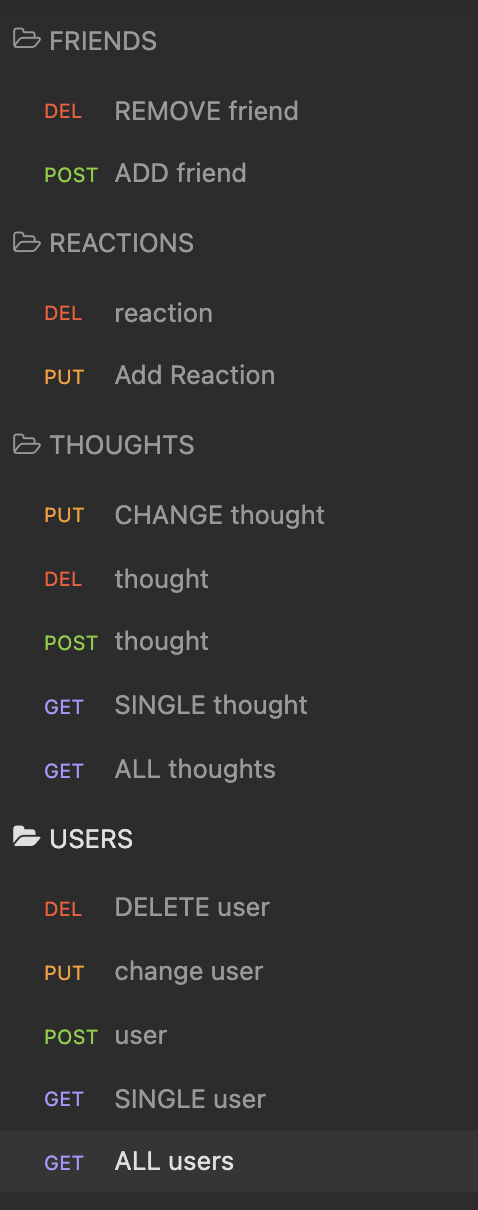 FRIENDS
DEL REMOVE friend
POST ADD friend
REACTIONS
DEL reaction
PUT Add Reaction
THOUGHTS
PUT CHANGE thought
DEL thought
POST thought
GET SINGLE thought
GET ALL thoughts
USERS
DEL DELETE user
PUT change user
POST user
GET SINGLE user
GET ALL users